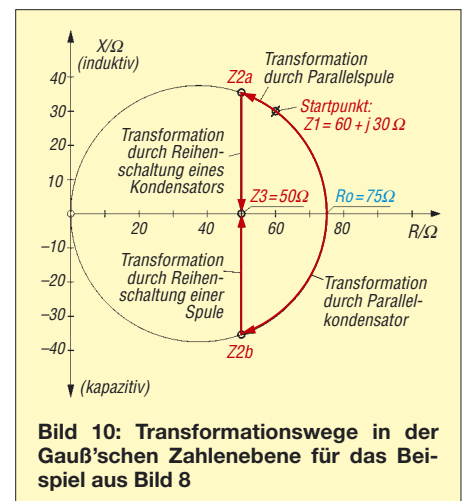 X/Ω
(induktiv)
Transformation
durch Parallelspule
Z2a
Startpunkt:
Z1 = 60 + j 30 Ω
40
30
20
10
Transformation
durch Reihen-
schaltung eines
Kondensators
Z3 = 50Ω
Ro = 75Ω
20
40
60
80
R/Ω
–10
–20
–30
–40
Transformation
durch Reihen-
schaltung einer
Spule
Transformation
durch Parallel-
kondensator
Z2b
(kapazitiv)
Bild 10: Transformationswege in der
Gauß’schen Zahlenebene für das Bei-
spiel aus Bild 8